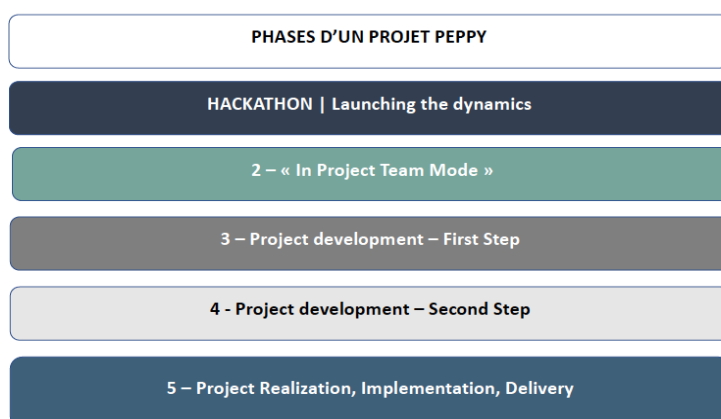 PHASES D'UN PROJET PEPPY
HACKATHON | Launching the dynamics
2 – « In Project Team Mode »
3 – Project development – First Step
4 - Project development – Second Step
5 – Project Realization, Implementation, Delivery